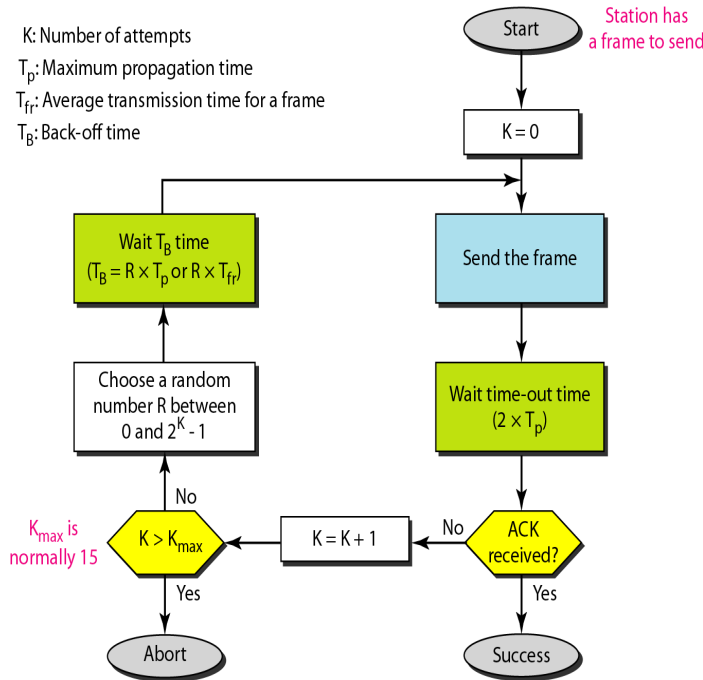 K: Number of attempts
Tp: Maximum propagation time
Tfr: Average transmission time for a frame
TB: Back-off time
Start
Station has
a frame to send
K = 0
Wait TB time
(TB = R × Tp or R × Tfr)
Send the frame
Choose a random
number R between
0 and 2^K - 1
Wait time-out time
(2 × Tp)
No
Kmax is
normally 15
K > Kmax
K = K + 1
No
ACK
received?
Yes
Yes
Abort
Success